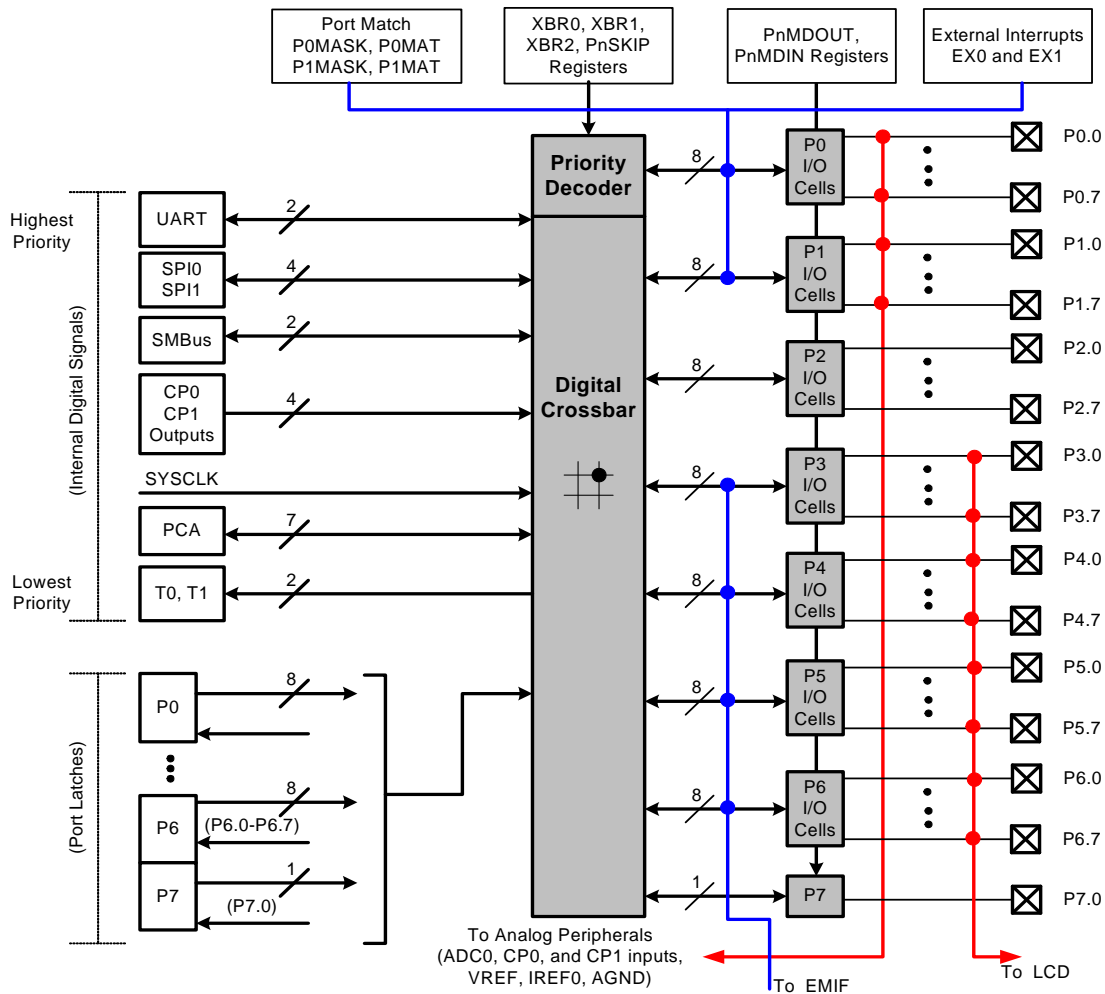 Port Match
P0MASK, P0MAT
P1MASK, P1MAT
XBR0, XBR1,
XBR2, PnSKIP
Registers
PnMDOUT,
PnMDIN Registers
External Interrupts
EX0 and EX1
Highest
Priority
Lowest
Priority
(Internal Digital Signals)
UART
2
SPI0
SPI1
4
SMBus
2
CP0
CP1
Outputs
4
SYSCLK
PCA
7
T0, T1
2
(Port Latches)
P0
8
P6
8
(P6.0-P6.7)
P7
1
(P7.0)
Priority
Decoder
Digital
Crossbar
8
P0
I/O
Cells
P0.0
P0.7
8
P1
I/O
Cells
P1.0
P1.7
8
P2
I/O
Cells
P2.0
P2.7
8
P3
I/O
Cells
P3.0
P3.7
8
P4
I/O
Cells
P4.0
P4.7
8
P5
I/O
Cells
P5.0
P5.7
8
P6
I/O
Cells
P6.0
P6.7
1
P7
P7.0
To Analog Peripherals
(ADC0, CP0, and CP1 inputs,
VREF, IREF0, AGND)
To EMIF
To LCD